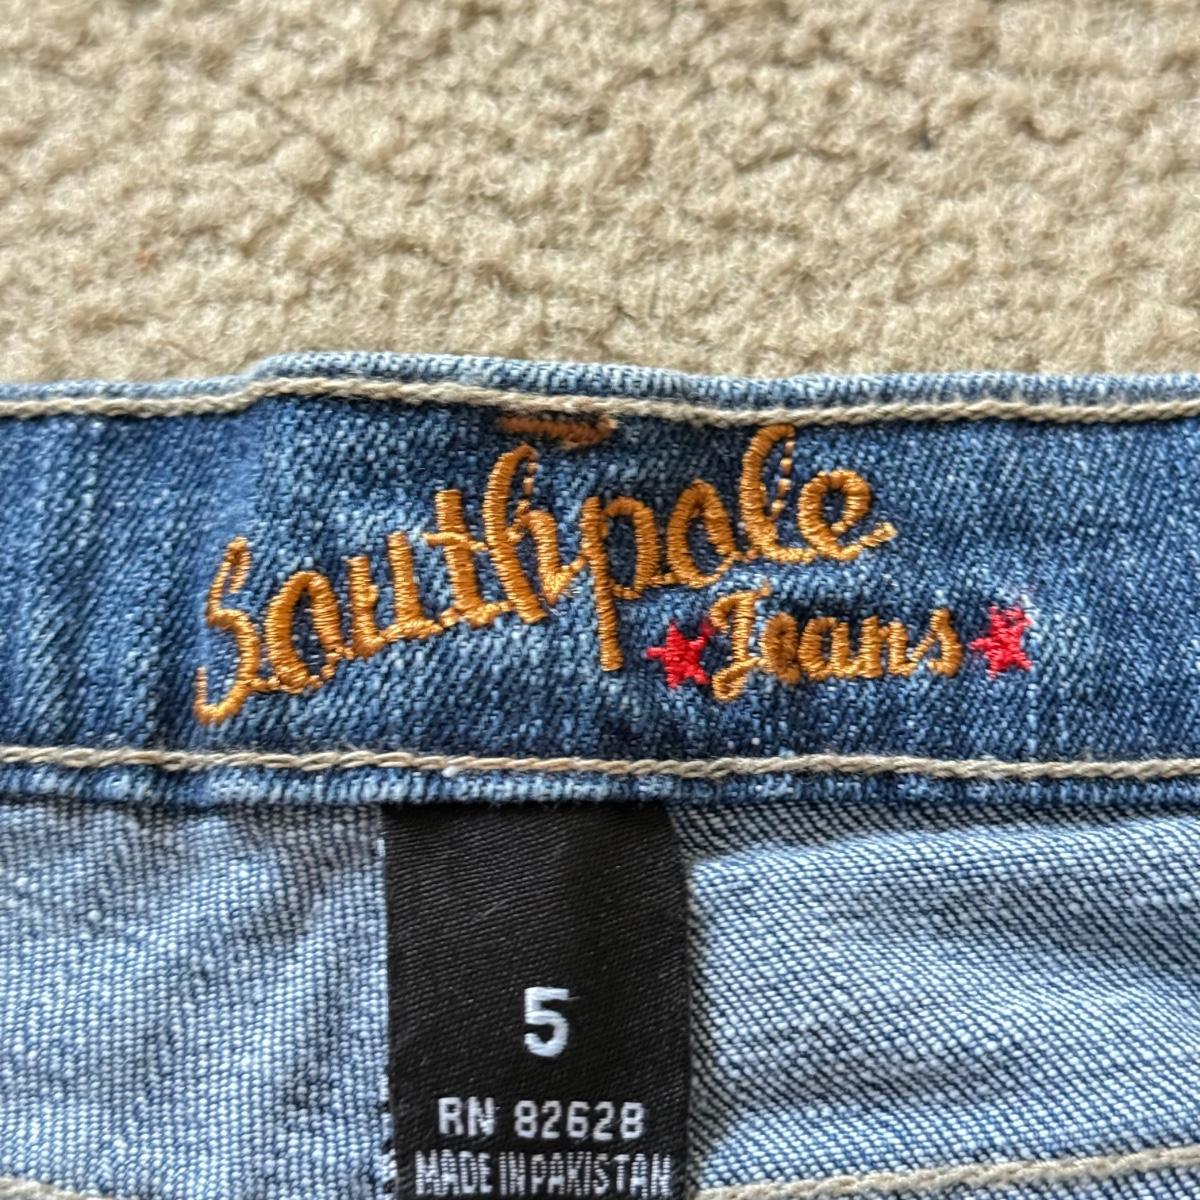 Southpole
Jeans
5
RN 82628
MADE IN PAKISTAN